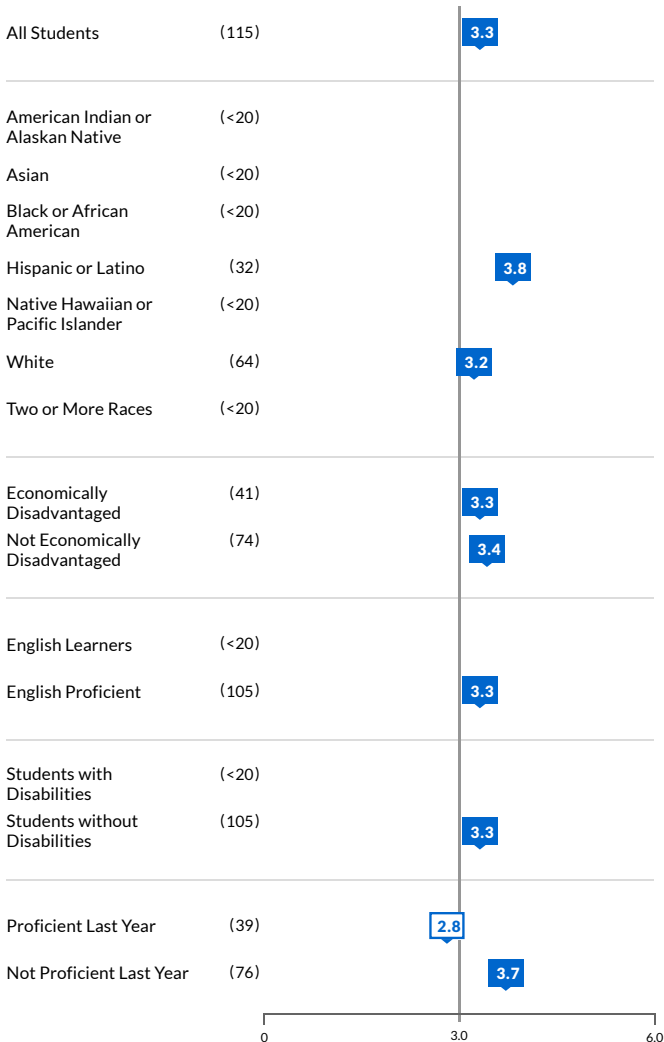 All Students (115) 3.3
American Indian or (<20)
Alaskan Native
Asian (<20)
Black or African (<20)
American
Hispanic or Latino (32) 3.8
Native Hawaiian or (<20)
Pacific Islander
White (64) 3.2
Two or More Races (<20)
Economically (41) 3.3
Disadvantaged
Not Economically (74) 3.4
Disadvantaged
English Learners (<20)
English Proficient (105) 3.3
Students with (<20)
Disabilities
Students without (105) 3.3
Disabilities
Proficient Last Year (39) 2.8
Not Proficient Last Year (76) 3.7
0 3.0 6.0